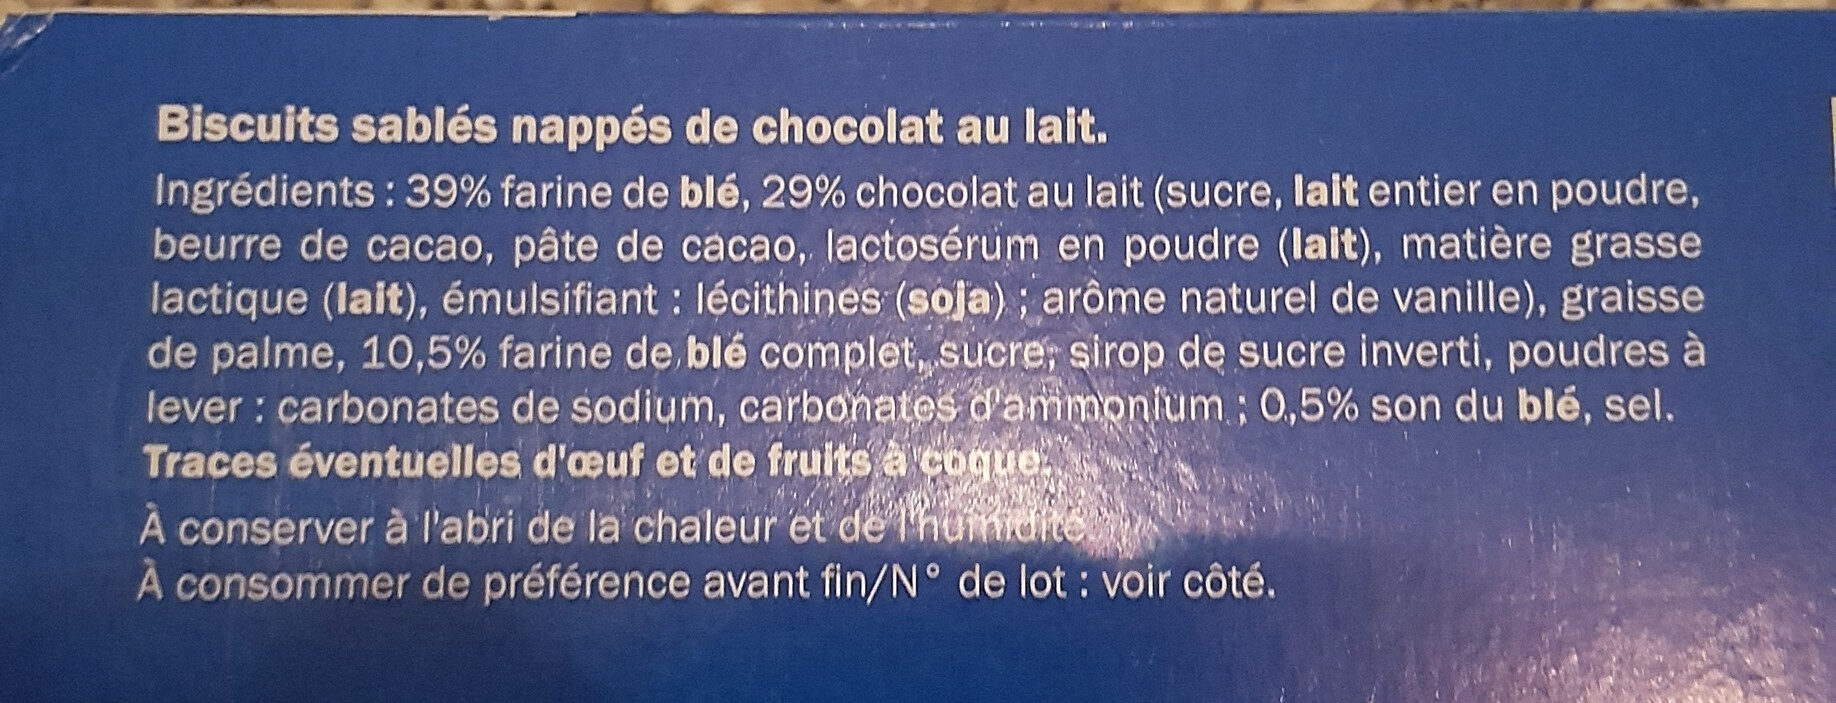 Biscuits sablés nappés de chocolat au lait.
Ingrédients : 39% farine de blé, 29% chocolat au lait (sucre, lait entier en poudre,
beurre de cacao, pâte de cacao, lactosérum en poudre (lait), matière grasse
lactique (lait), émulsifiant : lécithines (soja) ; arôme naturel de vanille), graisse
de palme, 10,5% farine de blé complet, sucre, sirop de sucre inverti, poudres à
lever : carbonates de sodium, carbonates d'ammonium ; 0,5% son du blé, sel.
Traces éventuelles d'œuf et de fruits à coque.
À conserver à l'abri de la chaleur et de l'humidité
À consommer de préférence avant fin/N° de lot : voir côté.